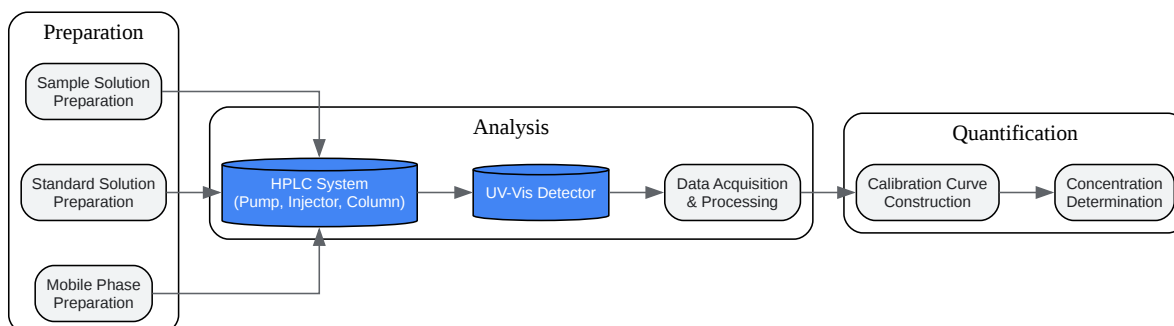 Preparation
Sample Solution
Preparation
Standard Solution
Preparation
Mobile Phase
Preparation
Analysis
HPLC System
(Pump, Injector, Column)
UV-Vis Detector
Data Acquisition
& Processing
Quantification
Calibration Curve
Construction
Concentration
Determination